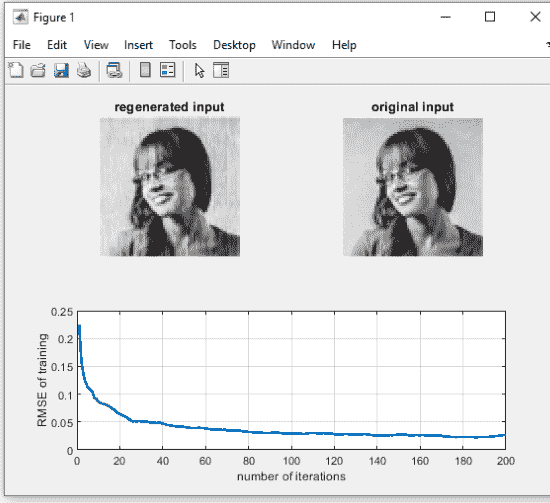 Figure 1
File Edit View Insert Tools Desktop Window Help
regenerated input
original input
RMSE of training
0.25
0.2
0.15
0.1
0.05
0
0 20 40 60 80 100 120 140 160 180 200
number of iterations